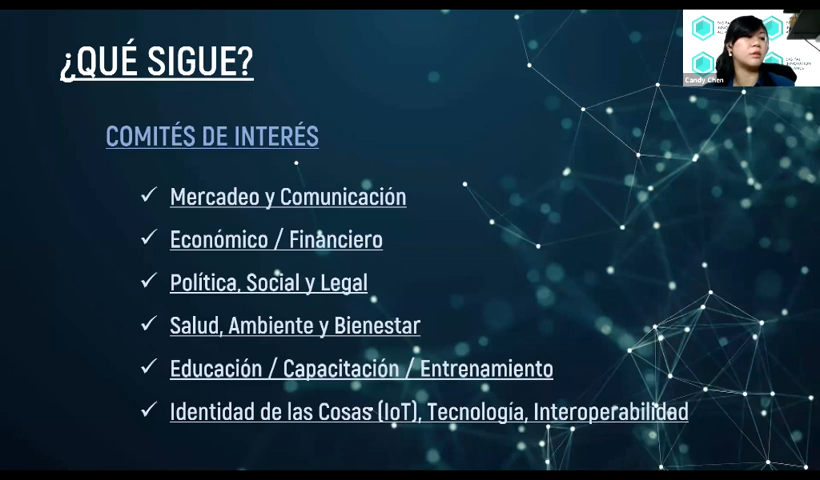 ¿QUÉ SIGUE?
COMITÉS DE INTERÉS
✓ Mercadeo y Comunicación
✓ Económico / Financiero
✓ Política, Social y Legal
✓ Salud, Ambiente y Bienestar
✓ Educación / Capacitación / Entrenamiento
✓ Identidad de las Cosas (IoT), Tecnología, Interoperabilidad
Candy Chen